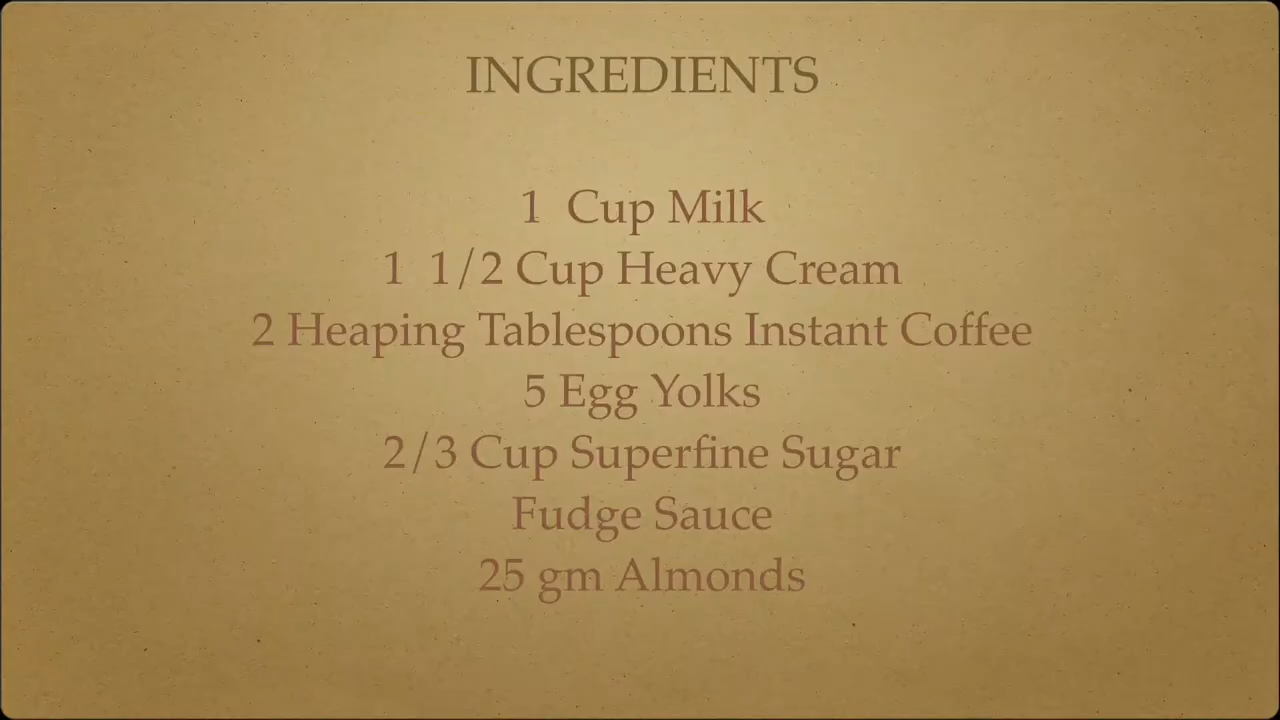 INGREDIENTS
1 Cup Milk
1 1/2 Cup Heavy Cream
2 Heaping Tablespoons Instant Coffee
5 Egg Yolks
2/3 Cup Superfine Sugar
Fudge Sauce
25 gm Almonds